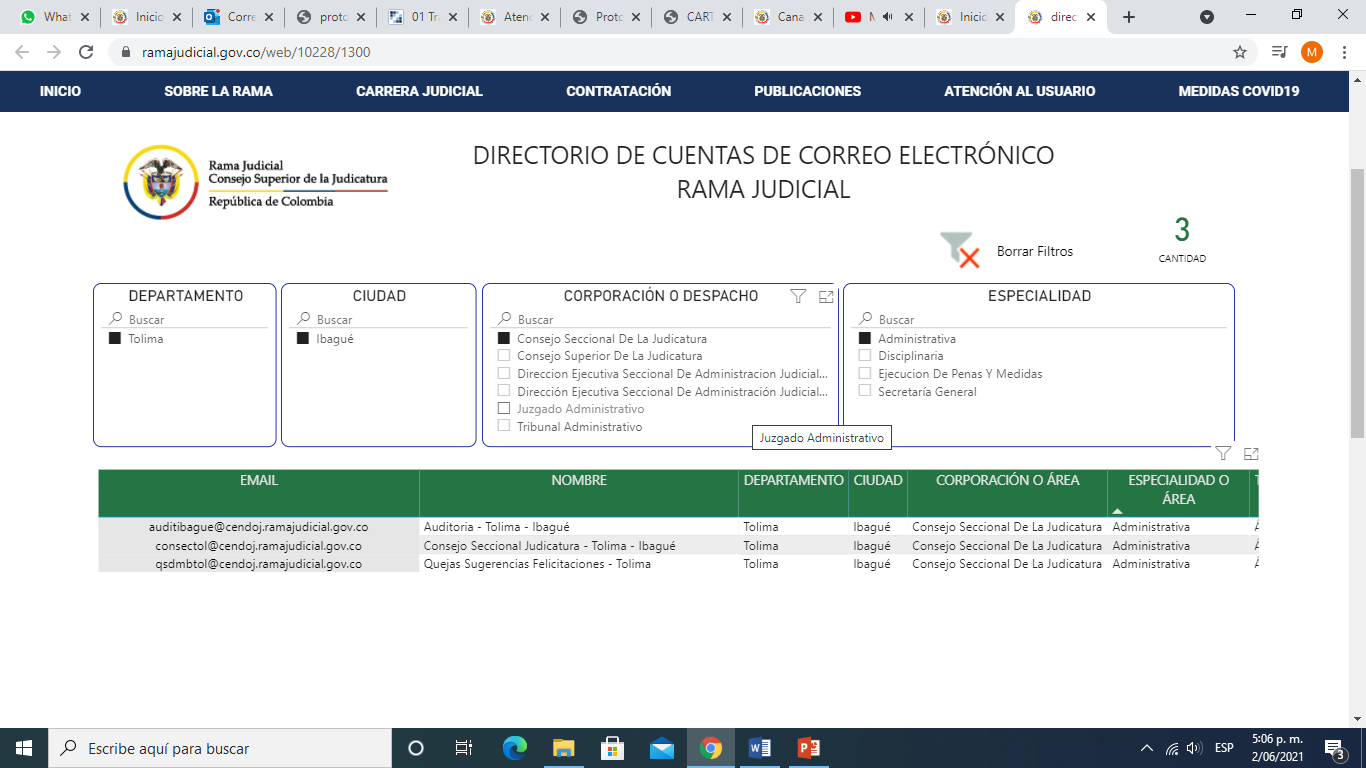 What
Inicio
Corre
proto
01 Tra
Atenc
Proto
CART
Cana
Inicio
direc
ramajudicial.gov.co/web/10228/1300
M
INICIO SOBRE LA RAMA CARRERA JUDICIAL CONTRATACIÓN PUBLICACIONES ATENCIÓN AL USUARIO MEDIDAS COVID19
Rama Judicial
Consejo Superior de la Judicatura
República de Colombia
DIRECTORIO DE CUENTAS DE CORREO ELECTRÓNICO
RAMA JUDICIAL
Borrar Filtros
3
CANTIDAD
DEPARTAMENTO
Buscar
Tolima
CIUDAD
Buscar
Ibagué
CORPORACIÓN O DESPACHO
Buscar
Consejo Seccional De La Judicatura
Consejo Superior De La Judicatura
Direccion Ejecutiva Seccional De Administracion Judicial...
Dirección Ejecutiva Seccional De Administración Judicial...
Juzgado Administrativo
Tribunal Administrativo
Juzgado Administrativo
ESPECIALIDAD
Buscar
Administrativa
Disciplinaria
Ejecucion De Penas Y Medidas
Secretaría General
EMAIL NOMBRE DEPARTAMENTO CIUDAD CORPORACIÓN O ÁREA ESPECIALIDAD O
ÁREA
auditibague@cendoj.ramajudicial.gov.co Auditoria - Tolima - Ibagué Tolima Ibagué Consejo Seccional De La Judicatura Administrativa
consectol@cendoj.ramajudicial.gov.co Consejo Seccional Judicatura - Tolima - Ibagué Tolima Ibagué Consejo Seccional De La Judicatura Administrativa
qsdmbtol@cendoj.ramajudicial.gov.co Quejas Sugerencias Felicitaciones - Tolima Tolima Ibagué Consejo Seccional De La Judicatura Administrativa
Escribe aquí para buscar
ESP
5:06 p. m.
2/06/2021
3